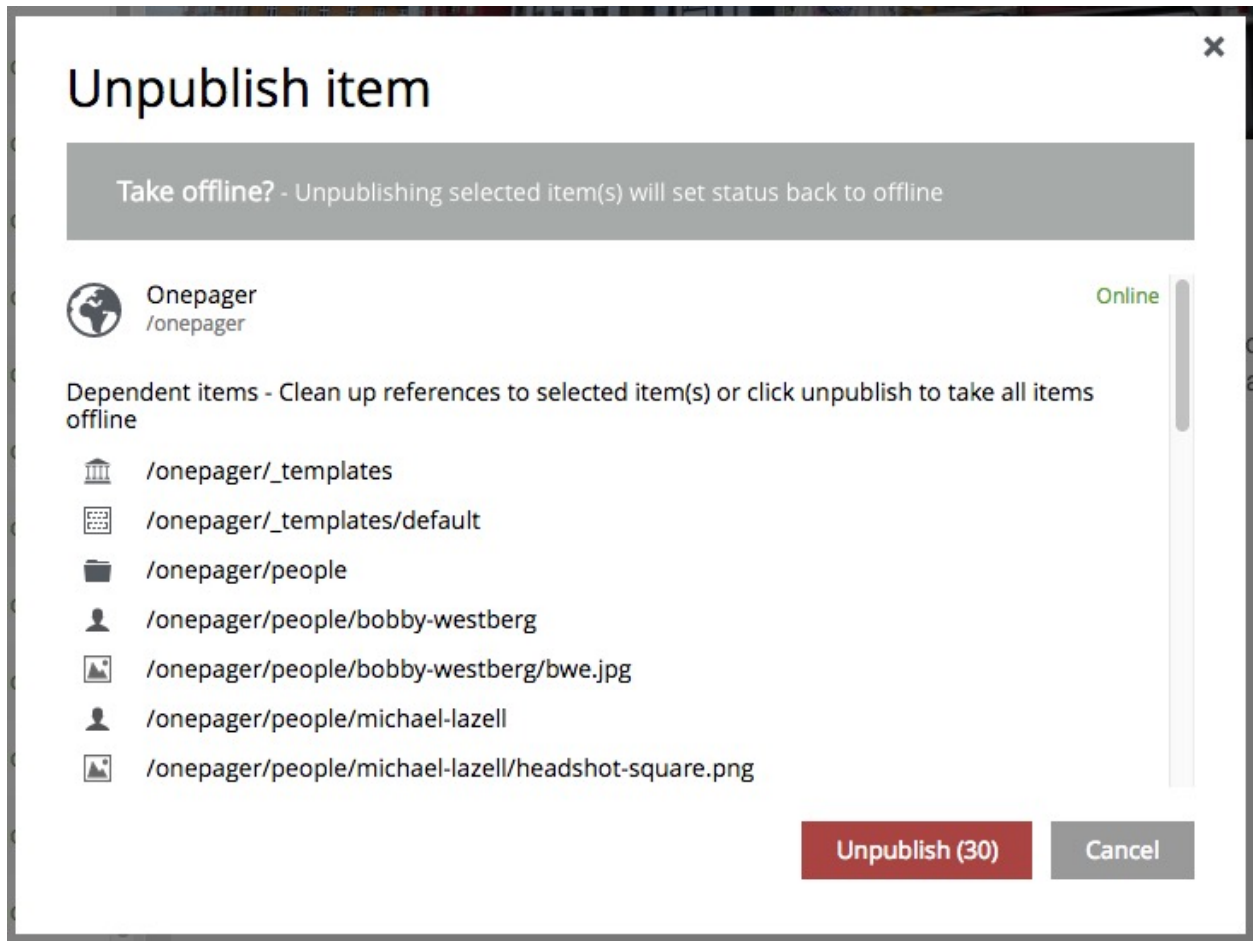 Unpublish item
Take offline? - Unpublishing selected item(s) will set status back to offline
Onepager
Online
/onepager
Dependent items - Clean up references to selected item(s) or click unpublish to take all items
offline
/onepager/_templates
/onepager/_templates/default
/onepager/people
/onepager/people/bobby-westberg
/onepager/people/bobby-westberg/bwe.jpg
/onepager/people/michael-lazell
/onepager/people/michael-lazell/headshot-square.png
Unpublish (30)
Cancel